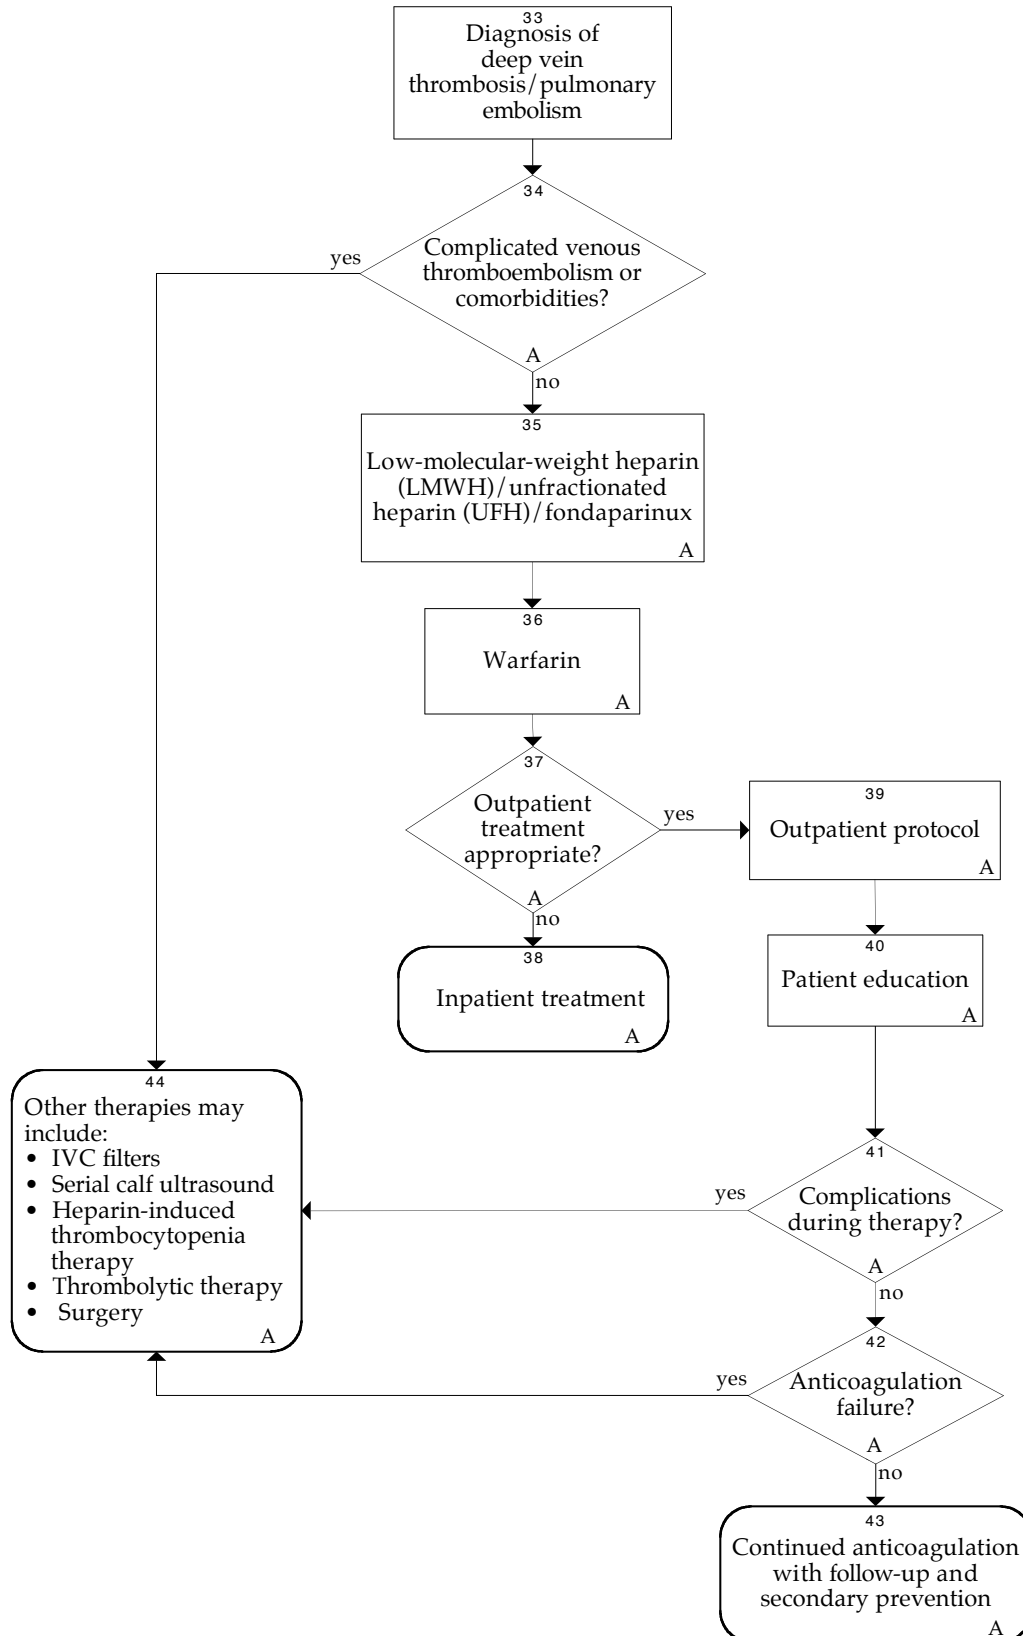 33
Diagnosis of
deep vein
thrombosis/pulmonary
embolism
34
Complicated venous
thromboembolism or
comorbidities?
A
yes
no
35
Low-molecular-weight heparin
(LMWH)/unfractionated
heparin (UFH)/fondaparinux
A
36
Warfarin
A
37
Outpatient
treatment
appropriate?
A
yes
no
38
Inpatient treatment
A
39
Outpatient protocol
A
40
Patient education
A
41
Complications
during therapy?
A
yes
no
42
Anticoagulation
failure?
A
yes
no
43
Continued anticoagulation
with follow-up and
secondary prevention
A
44
Other therapies may
include:
• IVC filters
• Serial calf ultrasound
• Heparin-induced
thrombocytopenia
therapy
• Thrombolytic therapy
• Surgery
A